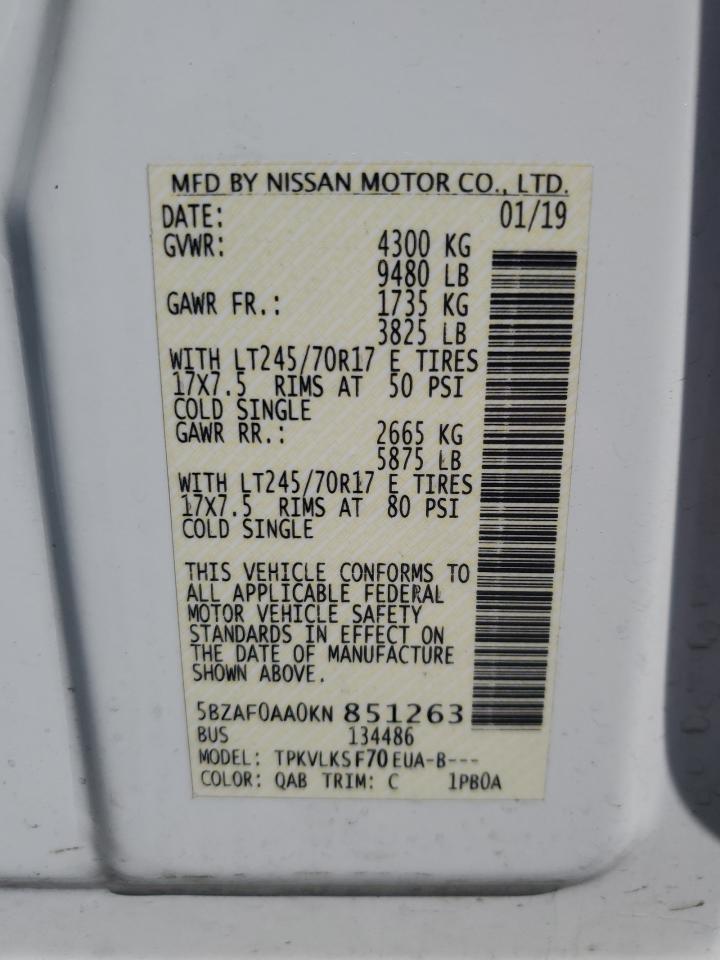 MFD BY NISSAN MOTOR CO., LTD.
DATE: 01/19
GVWR: 4300 KG
9480 LB
GAWR FR.: 1735 KG
3825 LB
WITH LT245/70R17 E TIRES
17X7.5 RIMS AT 50 PSI
COLD SINGLE
GAWR RR.: 2665 KG
5875 LB
WITH LT245/70R17 E TIRES
17X7.5 RIMS AT 80 PSI
COLD SINGLE
THIS VEHICLE CONFORMS TO
ALL APPLICABLE FEDERAL
MOTOR VEHICLE SAFETY
STANDARDS IN EFFECT ON
THE DATE OF MANUFACTURE
SHOWN ABOVE.
5BZAF0AA0KN 851263
BUS 134486
MODEL: TPKVLKSF70EUA-B---
COLOR: QAB TRIM: C 1PB0A